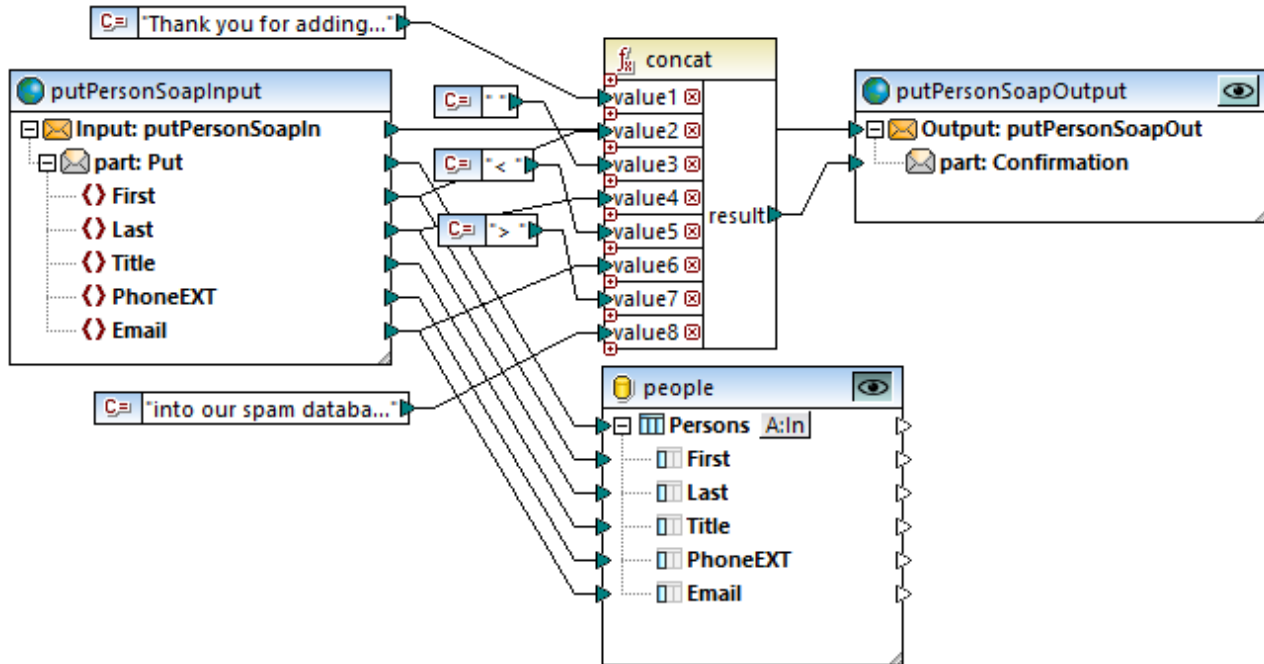 C= "Thank you for adding..."
putPersonSoapInput
Input: putPersonSoapIn
part: Put
First
Last
Title
PhoneEXT
Email
C= " "
C= "< "
C= "> "
C= "into our spam databa..."
fx concat
value1
value2
value3
value4
value5
value6
value7
value8
result
putPersonSoapOutput
Output: putPersonSoapOut
part: Confirmation
people
Persons A:In
First
Last
Title
PhoneEXT
Email